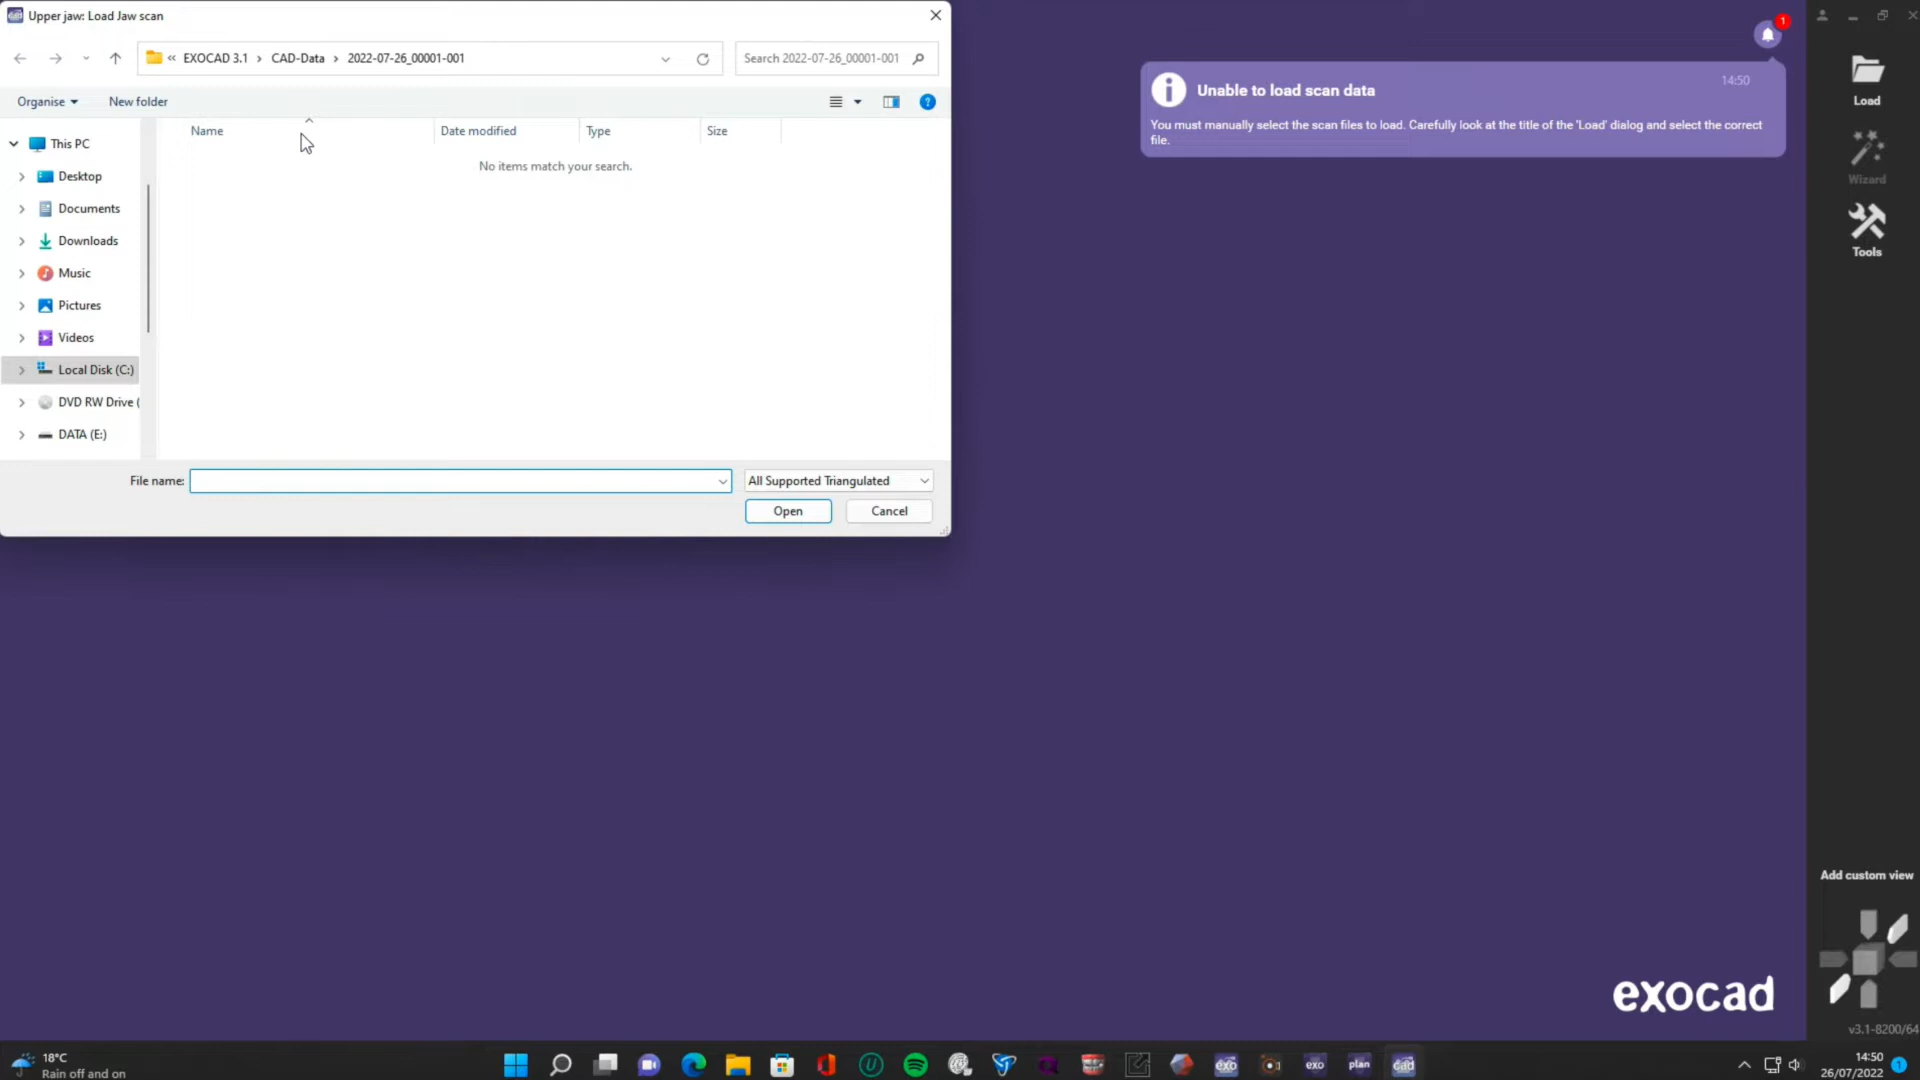 Upper jaw: Load Jaw scan
« EXOCAD 3.1 › CAD-Data › 2022-07-26_00001-001
Search 2022-07-26_00001-001
Organise
New folder
Name
Date modified
Type
Size
No items match your search.
This PC
Desktop
Documents
Downloads
Music
Pictures
Videos
Local Disk (C:)
DVD RW Drive (
DATA (E:)
File name:
All Supported Triangulated
Open
Cancel
1
Unable to load scan data
14:50
You must manually select the scan files to load. Carefully look at the title of the 'Load' dialog and select the correct
file.
Load
Wizard
Tools
Add custom view
exocad
v3.1-8200/64
18°C
Rain off and on
exo
exo
plan
cad
14:50
26/07/2022
1